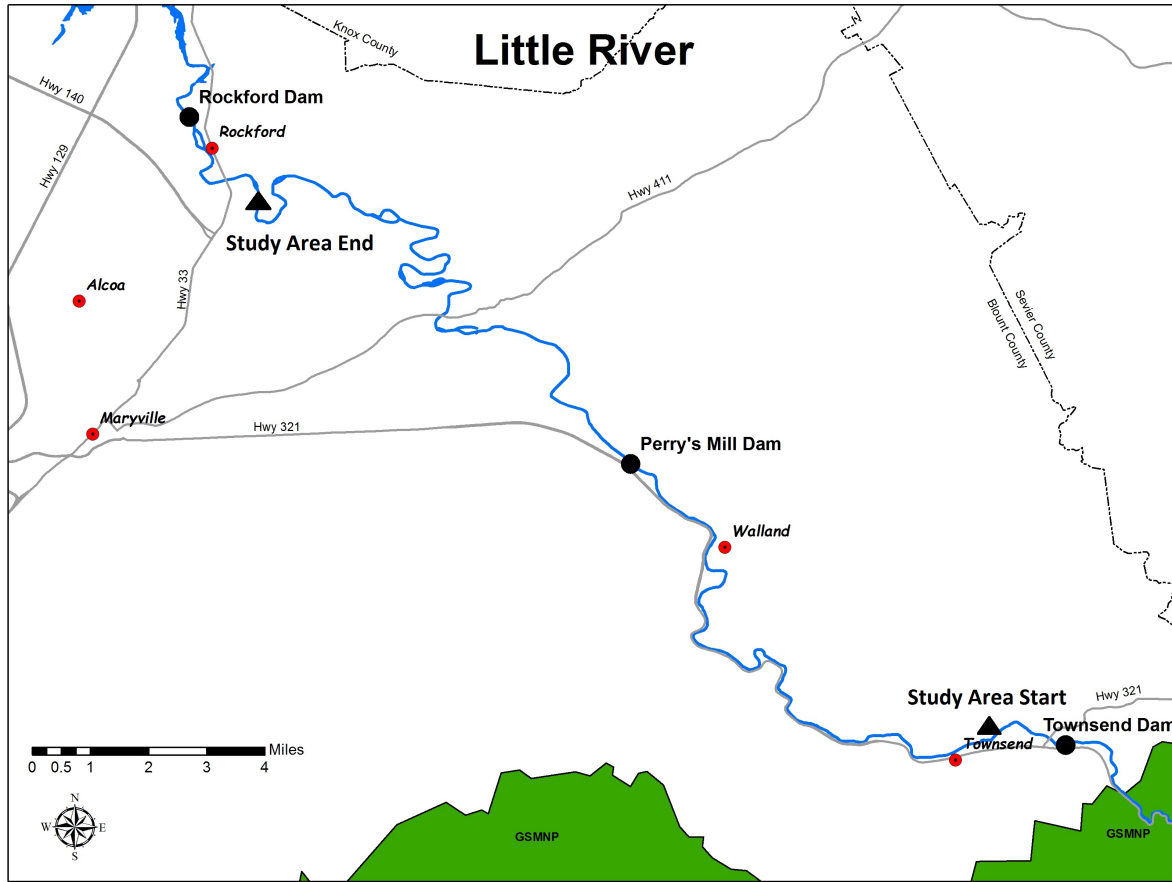 Little River
Knox County
Hwy 140
Rockford Dam
Rockford
Hwy 129
Hwy 411
Study Area End
Alcoa
Hwy 33
Sevier County
Blount County
Maryville
Hwy 321
Perry's Mill Dam
Walland
Study Area Start
Hwy 321
Townsend Dam
Townsend
Miles
0 0.5 1 2 3 4
N
W E
S
GSMNP
GSMNP